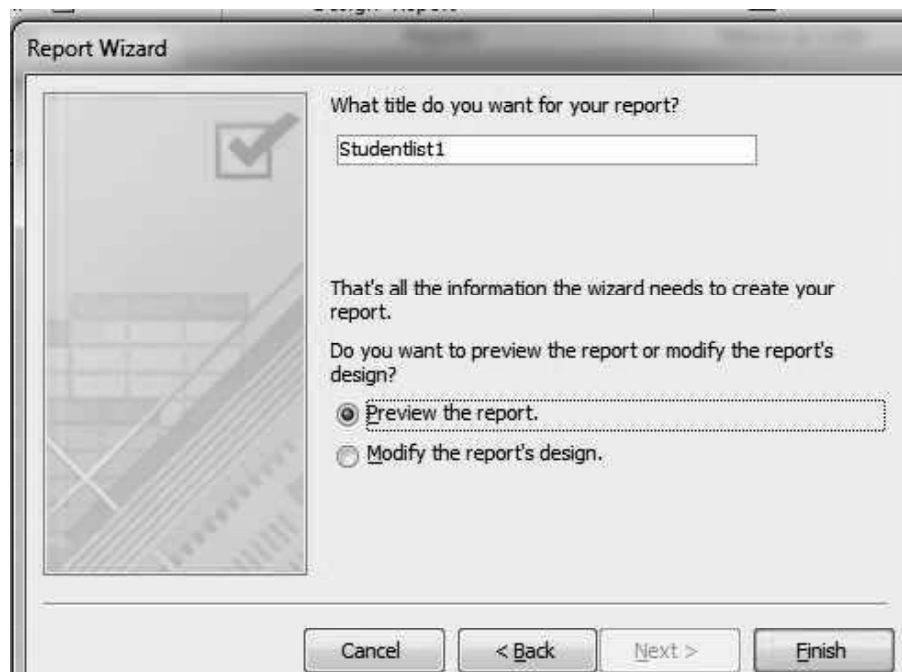 Report Wizard
What title do you want for your report?
Studentlist1
That's all the information the wizard needs to create your
report.
Do you want to preview the report or modify the report's
design?
Preview the report.
Modify the report's design.
Cancel
< Back
Next >
Finish